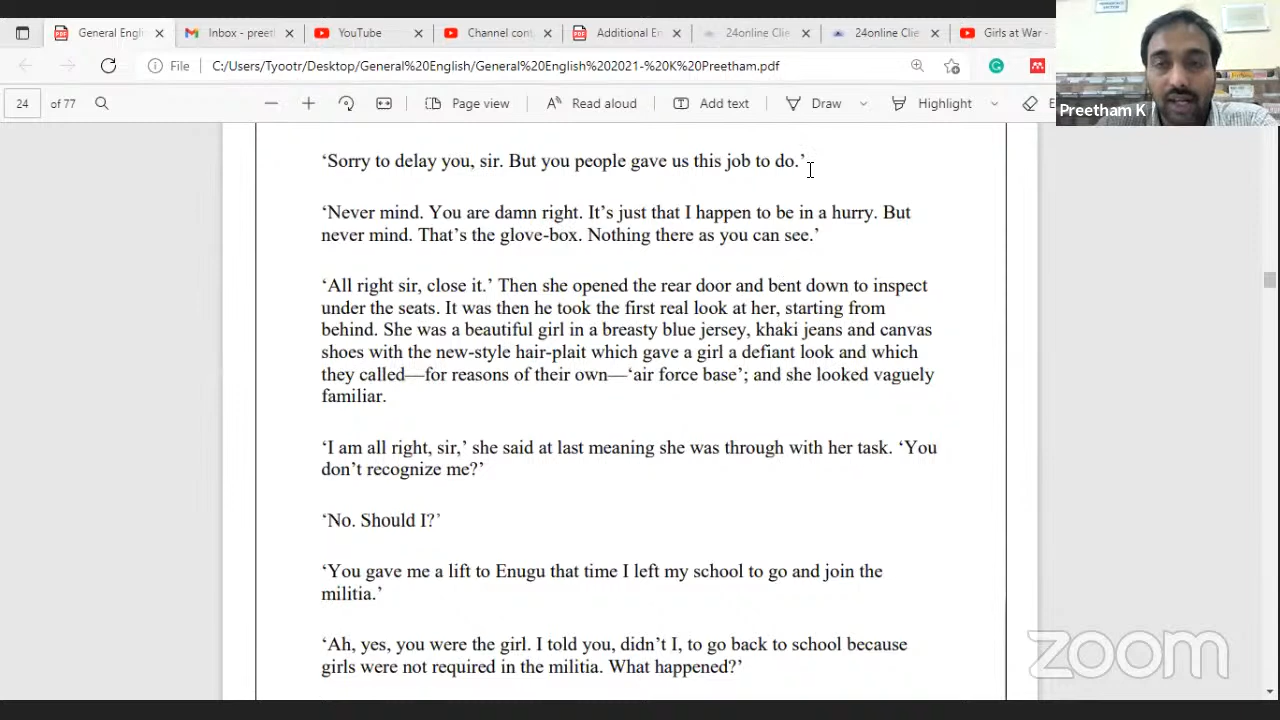 General Engli
Inbox - preet
YouTube
Channel cont
Additional En
24online Clie
24online Clie
Girls at War -
File
C:/Users/Tyootr/Desktop/General%20English/General%20English%202021-%20K%20Preetham.pdf
24 of 77
Page view
Read aloud
Add text
Draw
Highlight
E
Preetham K
‘Sorry to delay you, sir. But you people gave us this job to do.’
‘Never mind. You are damn right. It’s just that I happen to be in a hurry. But
never mind. That’s the glove-box. Nothing there as you can see.’
‘All right sir, close it.’ Then she opened the rear door and bent down to inspect
under the seats. It was then he took the first real look at her, starting from
behind. She was a beautiful girl in a breasty blue jersey, khaki jeans and canvas
shoes with the new-style hair-plait which gave a girl a defiant look and which
they called—for reasons of their own—‘air force base’; and she looked vaguely
familiar.
‘I am all right, sir,’ she said at last meaning she was through with her task. ‘You
don’t recognize me?’
‘No. Should I?’
‘You gave me a lift to Enugu that time I left my school to go and join the
militia.’
‘Ah, yes, you were the girl. I told you, didn’t I, to go back to school because
girls were not required in the militia. What happened?’
zoom